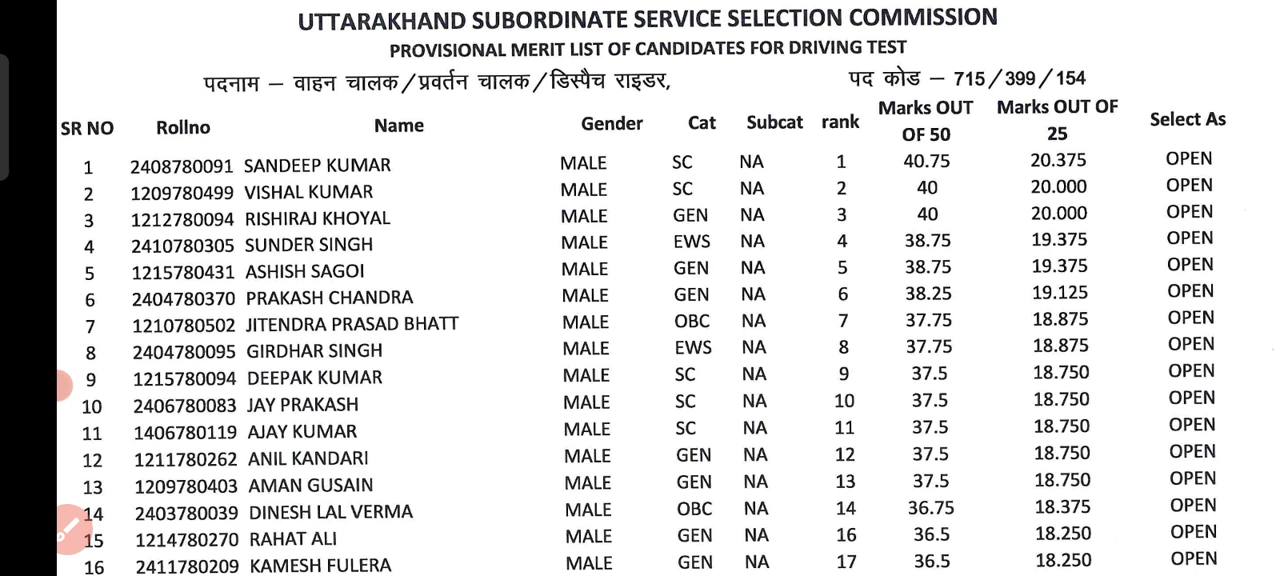 UTTARAKHAND SUBORDINATE SERVICE SELECTION COMMISSION
PROVISIONAL MERIT LIST OF CANDIDATES FOR DRIVING TEST
पदनाम – वाहन चालक/प्रवर्तन चालक/डिस्पैच राइडर, पद कोड – 715/399/154
SR NO Rollno Name Gender Cat Subcat rank Marks OUT OF 50 Marks OUT OF 25 Select As
1 2408780091 SANDEEP KUMAR MALE SC NA 1 40.75 20.375 OPEN
2 1209780499 VISHAL KUMAR MALE SC NA 2 40 20.000 OPEN
3 1212780094 RISHIRAJ KHOYAL MALE GEN NA 3 40 20.000 OPEN
4 2410780305 SUNDER SINGH MALE EWS NA 4 38.75 19.375 OPEN
5 1215780431 ASHISH SAGOI MALE GEN NA 5 38.75 19.375 OPEN
6 2404780370 PRAKASH CHANDRA MALE GEN NA 6 38.25 19.125 OPEN
7 1210780502 JITENDRA PRASAD BHATT MALE OBC NA 7 37.75 18.875 OPEN
8 2404780095 GIRDHAR SINGH MALE EWS NA 8 37.75 18.875 OPEN
9 1215780094 DEEPAK KUMAR MALE SC NA 9 37.5 18.750 OPEN
10 2406780083 JAY PRAKASH MALE SC NA 10 37.5 18.750 OPEN
11 1406780119 AJAY KUMAR MALE SC NA 11 37.5 18.750 OPEN
12 1211780262 ANIL KANDARI MALE GEN NA 12 37.5 18.750 OPEN
13 1209780403 AMAN GUSAIN MALE GEN NA 13 37.5 18.750 OPEN
14 2403780039 DINESH LAL VERMA MALE OBC NA 14 36.75 18.375 OPEN
15 1214780270 RAHAT ALI MALE GEN NA 16 36.5 18.250 OPEN
16 2411780209 KAMESH FULERA MALE GEN NA 17 36.5 18.250 OPEN